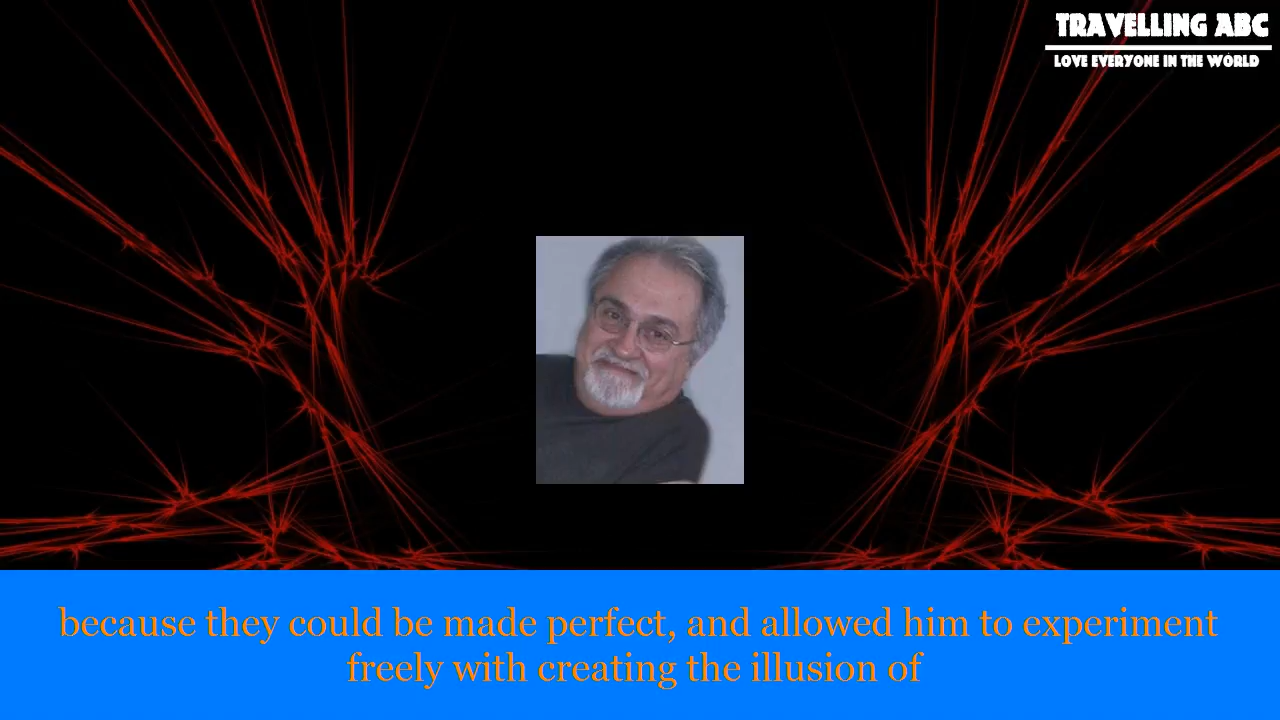 TRAVELLING ABC
LOVE EVERYONE IN THE WORLD
because they could be made perfect, and allowed him to experiment
freely with creating the illusion of